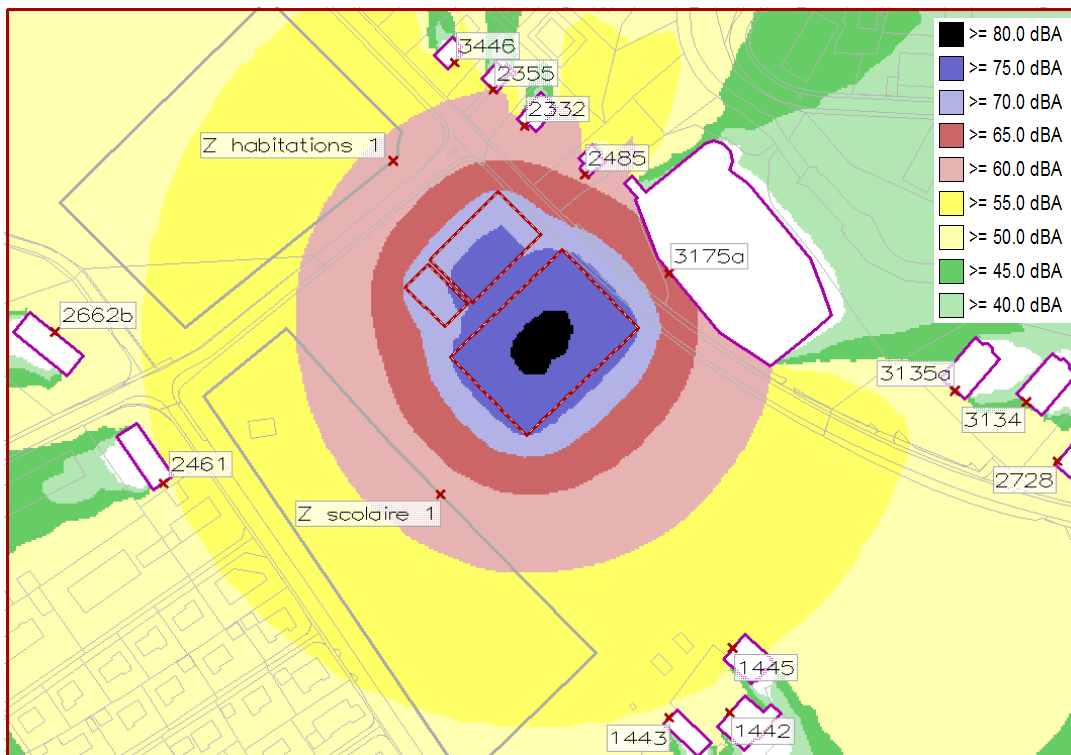 3446
2355
2332
Z habitations 1
2485
3175a
2662b
3135a
3134
2461
2728
Z scolaire 1
1445
1443
1442
>= 80.0 dBA
>= 75.0 dBA
>= 70.0 dBA
>= 65.0 dBA
>= 60.0 dBA
>= 55.0 dBA
>= 50.0 dBA
>= 45.0 dBA
>= 40.0 dBA